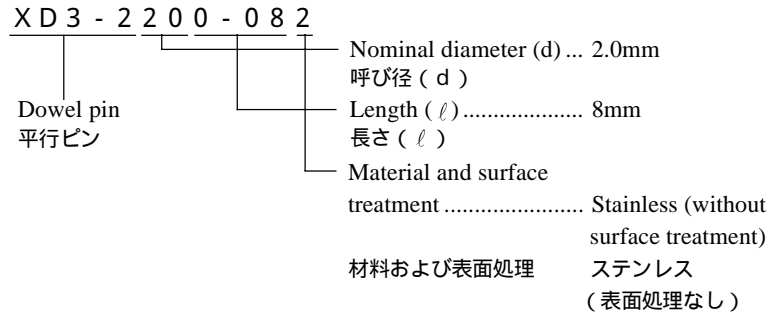 XD3-2200-082
Nominal diameter (d) ... 2.0mm
呼び径(d)
Dowel pin
平行ピン
Length (ℓ) ..................... 8mm
長さ(ℓ)
Material and surface
treatment ....................... Stainless (without
surface treatment)
材料および表面処理 ステンレス
(表面処理なし)